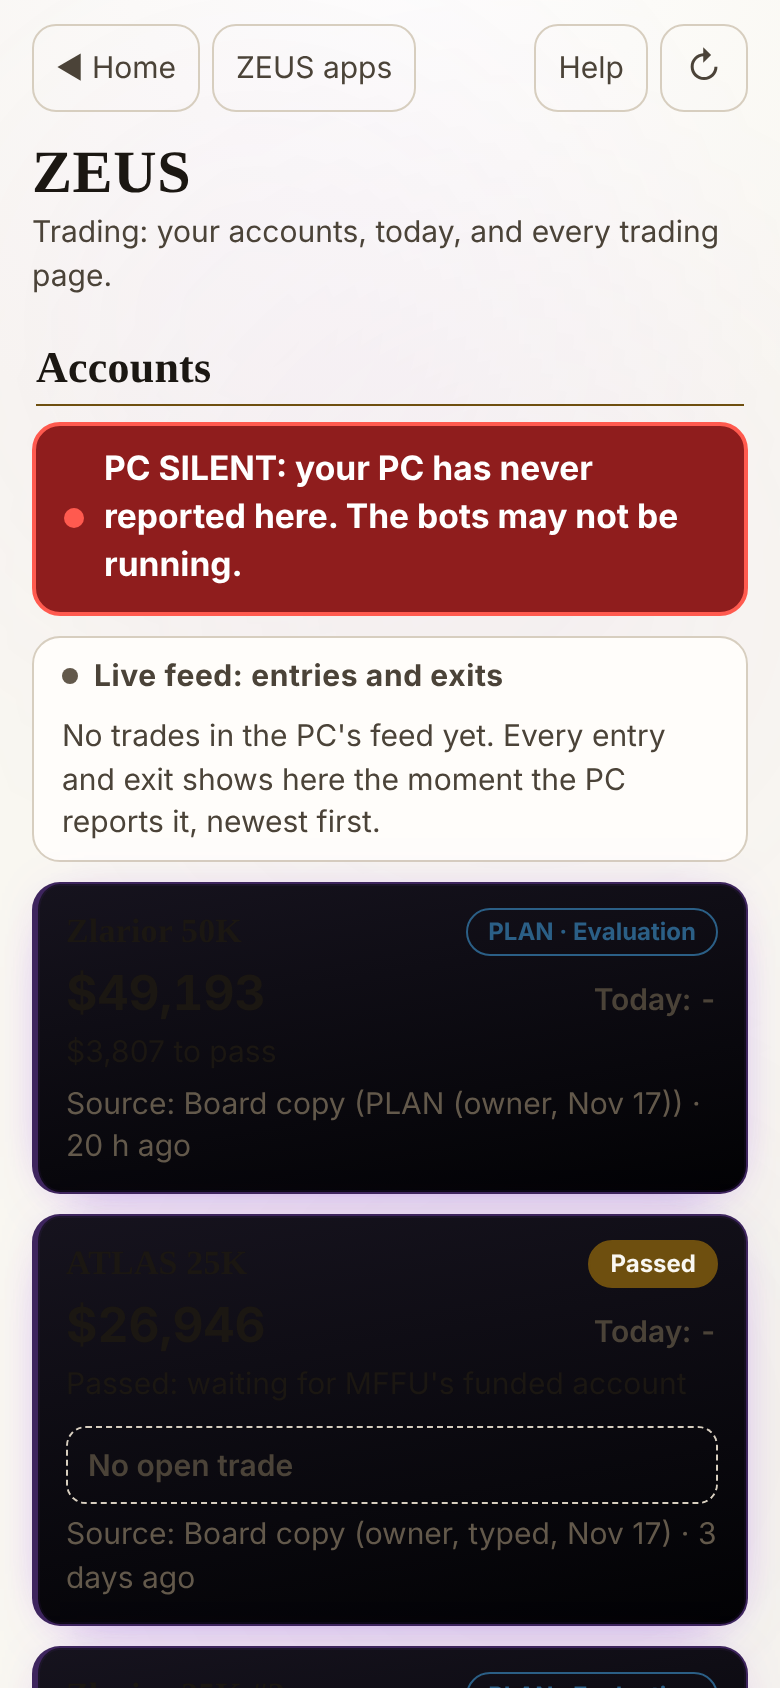 ◀ Home
ZEUS apps
Help
↻
ZEUS
Trading: your accounts, today, and every trading
page.
Accounts
PC SILENT: your PC has never
reported here. The bots may not be
running.
Live feed: entries and exits
No trades in the PC's feed yet. Every entry
and exit shows here the moment the PC
reports it, newest first.
Zlarior 50K
PLAN · Evaluation
$49,193
Today: -
$3,807 to pass
Source: Board copy (PLAN (owner, Nov 17)) ·
20 h ago
ATLAS 25K
Passed
$26,946
Today: -
Passed: waiting for MFFU's funded account
No open trade
Source: Board copy (owner, typed, Nov 17) · 3
days ago